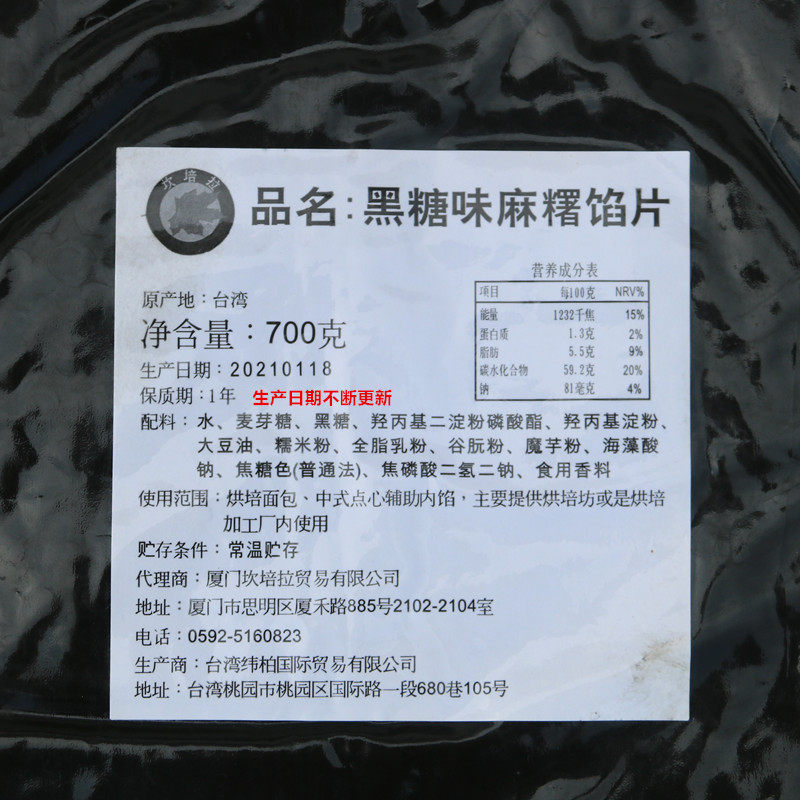 坎培拉
品名:黑糖味麻糬馅片
营养成分表
项目 每100克 NRV%
能量 1232千焦 15%
蛋白质 1.3克 2%
脂肪 5.5克 9%
碳水化合物 59.2克 20%
钠 81毫克 4%
原产地：台湾
净含量：700克
生产日期：20210118
保质期：1年 生产日期不断更新
配料：水、麦芽糖、黑糖、羟丙基二淀粉磷酸酯、羟丙基淀粉、
大豆油、糯米粉、全脂乳粉、谷朊粉、魔芋粉、海藻酸
钠、焦糖色(普通法)、焦磷酸二氢二钠、食用香料
使用范围：烘培面包、中式点心辅助内馅，主要提供烘培坊或是烘培
加工厂内使用
贮存条件：常温贮存
代理商：厦门坎培拉贸易有限公司
地址：厦门市思明区厦禾路885号2102-2104室
电话：0592-5160823
生产商：台湾纬柏国际贸易有限公司
地址：台湾桃园市桃园区国际路一段680巷105号